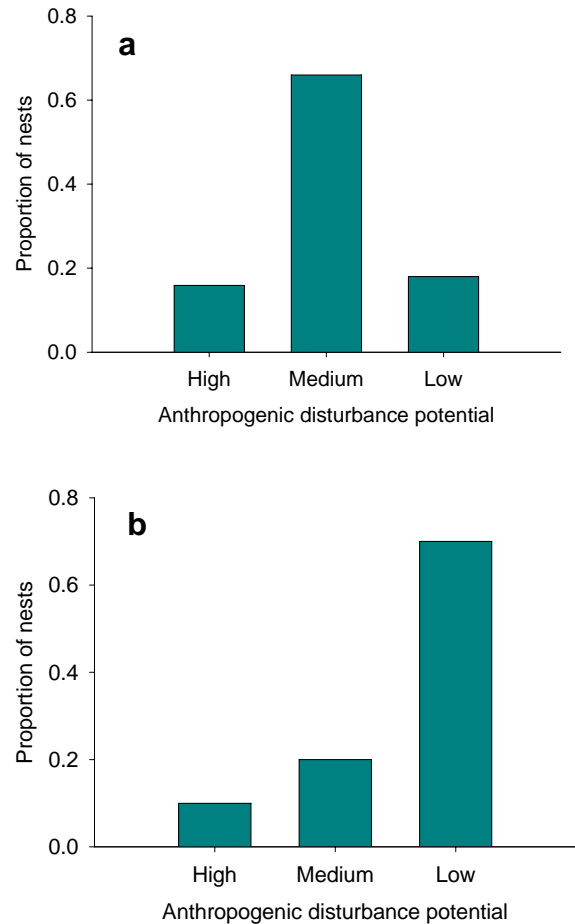 a
Proportion of nests
0.8
0.6
0.4
0.2
0.0
High Medium Low
Anthropogenic disturbance potential
b
Proportion of nests
0.8
0.6
0.4
0.2
0.0
High Medium Low
Anthropogenic disturbance potential